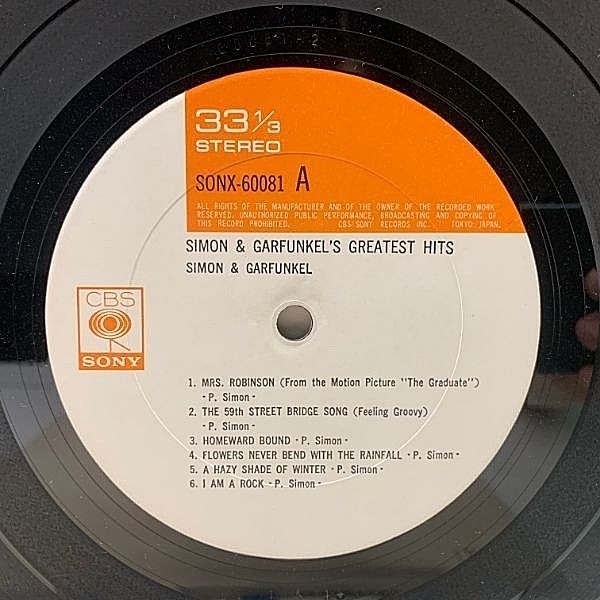 33 1/3
STEREO
SONX-60081 A
ALL RIGHTS OF THE MANUFACTURER AND OF THE OWNER OF THE RECORDED WORK
RESERVED. UNAUTHORIZED PUBLIC PERFORMANCE, BROADCASTING AND COPYING OF
THIS RECORD PROHIBITED. CBS/SONY RECORDS INC. TOKYO JAPAN.
SIMON & GARFUNKEL'S GREATEST HITS
SIMON & GARFUNKEL
CBS
SONY
1. MRS. ROBINSON (From the Motion Picture "The Graduate")
- P. Simon -
2. THE 59th STREET BRIDGE SONG (Feeling Groovy)
- P. Simon -
3. HOMEWARD BOUND - P. Simon -
4. FLOWERS NEVER BEND WITH THE RAINFALL - P. Simon -
5. A HAZY SHADE OF WINTER - P. Simon -
6. I AM A ROCK - P. Simon -